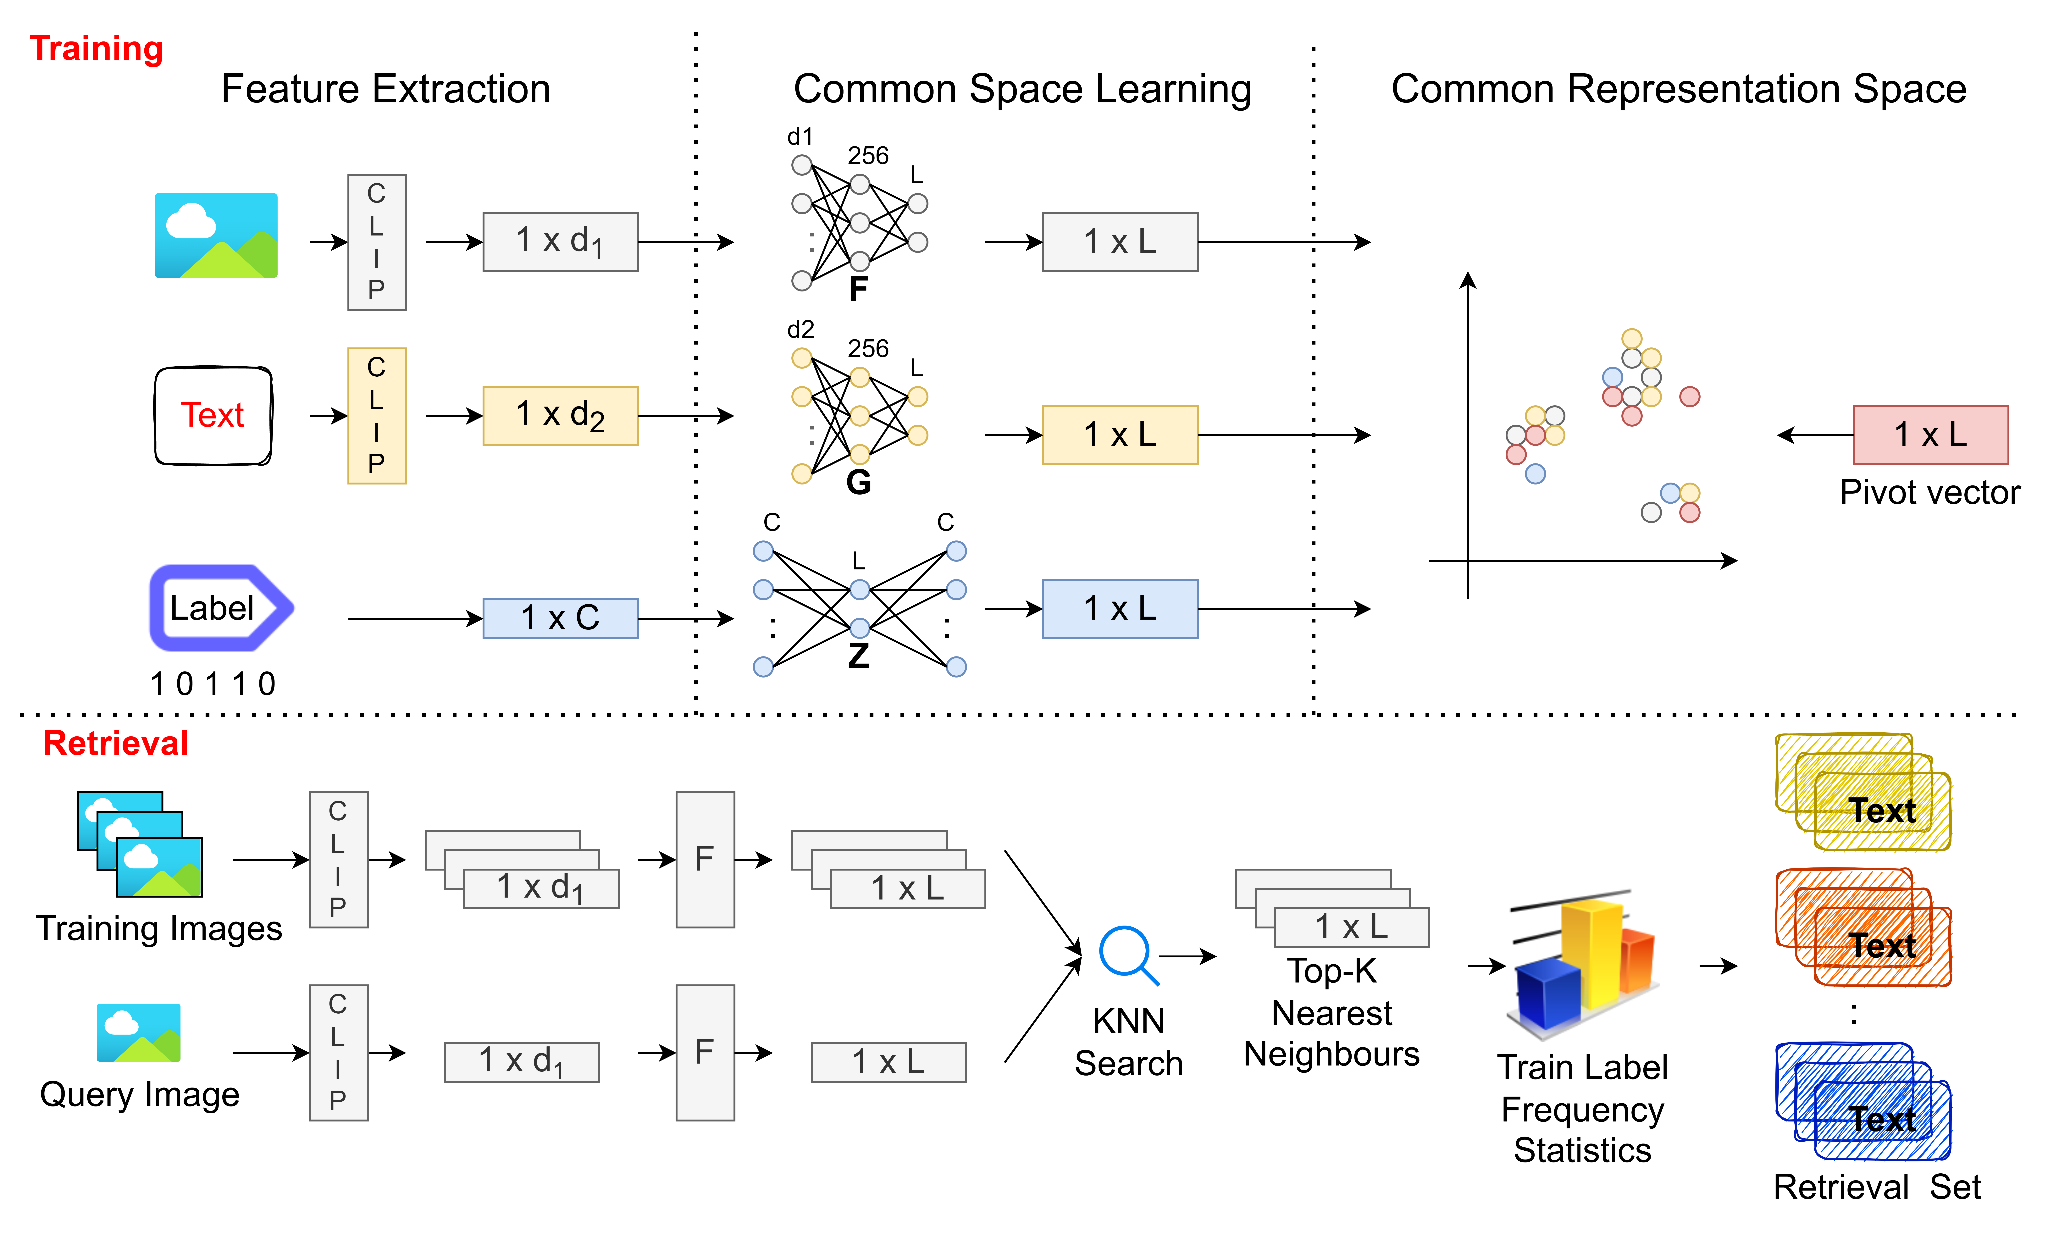 Training
Feature Extraction
Common Space Learning
Common Representation Space
C
L
I
P
1 x d1
d1
256
L
F
1 x L
Text
C
L
I
P
1 x d2
d2
256
L
G
1 x L
1 x L
Pivot vector
Label
1 0 1 1 0
1 x C
C
L
C
Z
1 x L
Retrieval
Training Images
C
L
I
P
1 x d1
F
1 x L
Query Image
C
L
I
P
1 x d1
F
1 x L
KNN
Search
1 x L
Top-K
Nearest
Neighbours
Train Label
Frequency
Statistics
Text
Text
Text
Retrieval Set